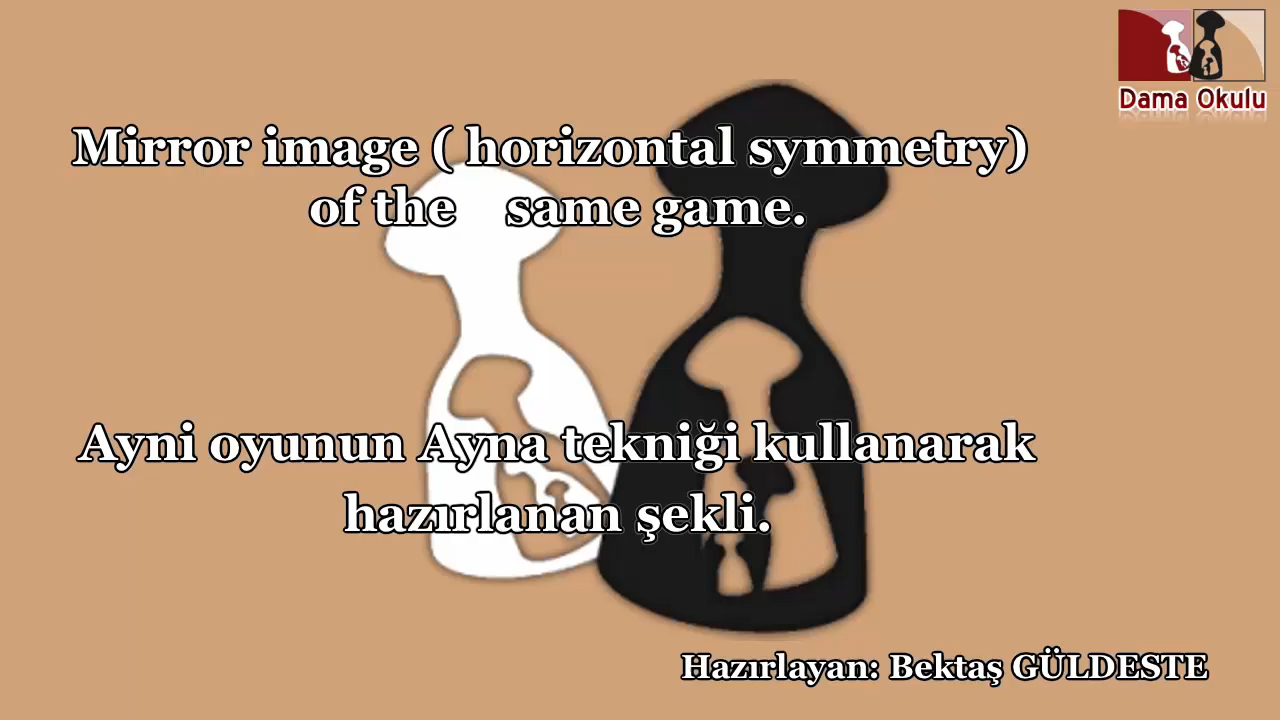 Dama Okulu
Mirror image ( horizontal symmetry)
of the same game.
Ayni oyunun Ayna tekniği kullanarak
hazırlanan şekli.
Hazırlayan: Bektaş GÜLDESTE